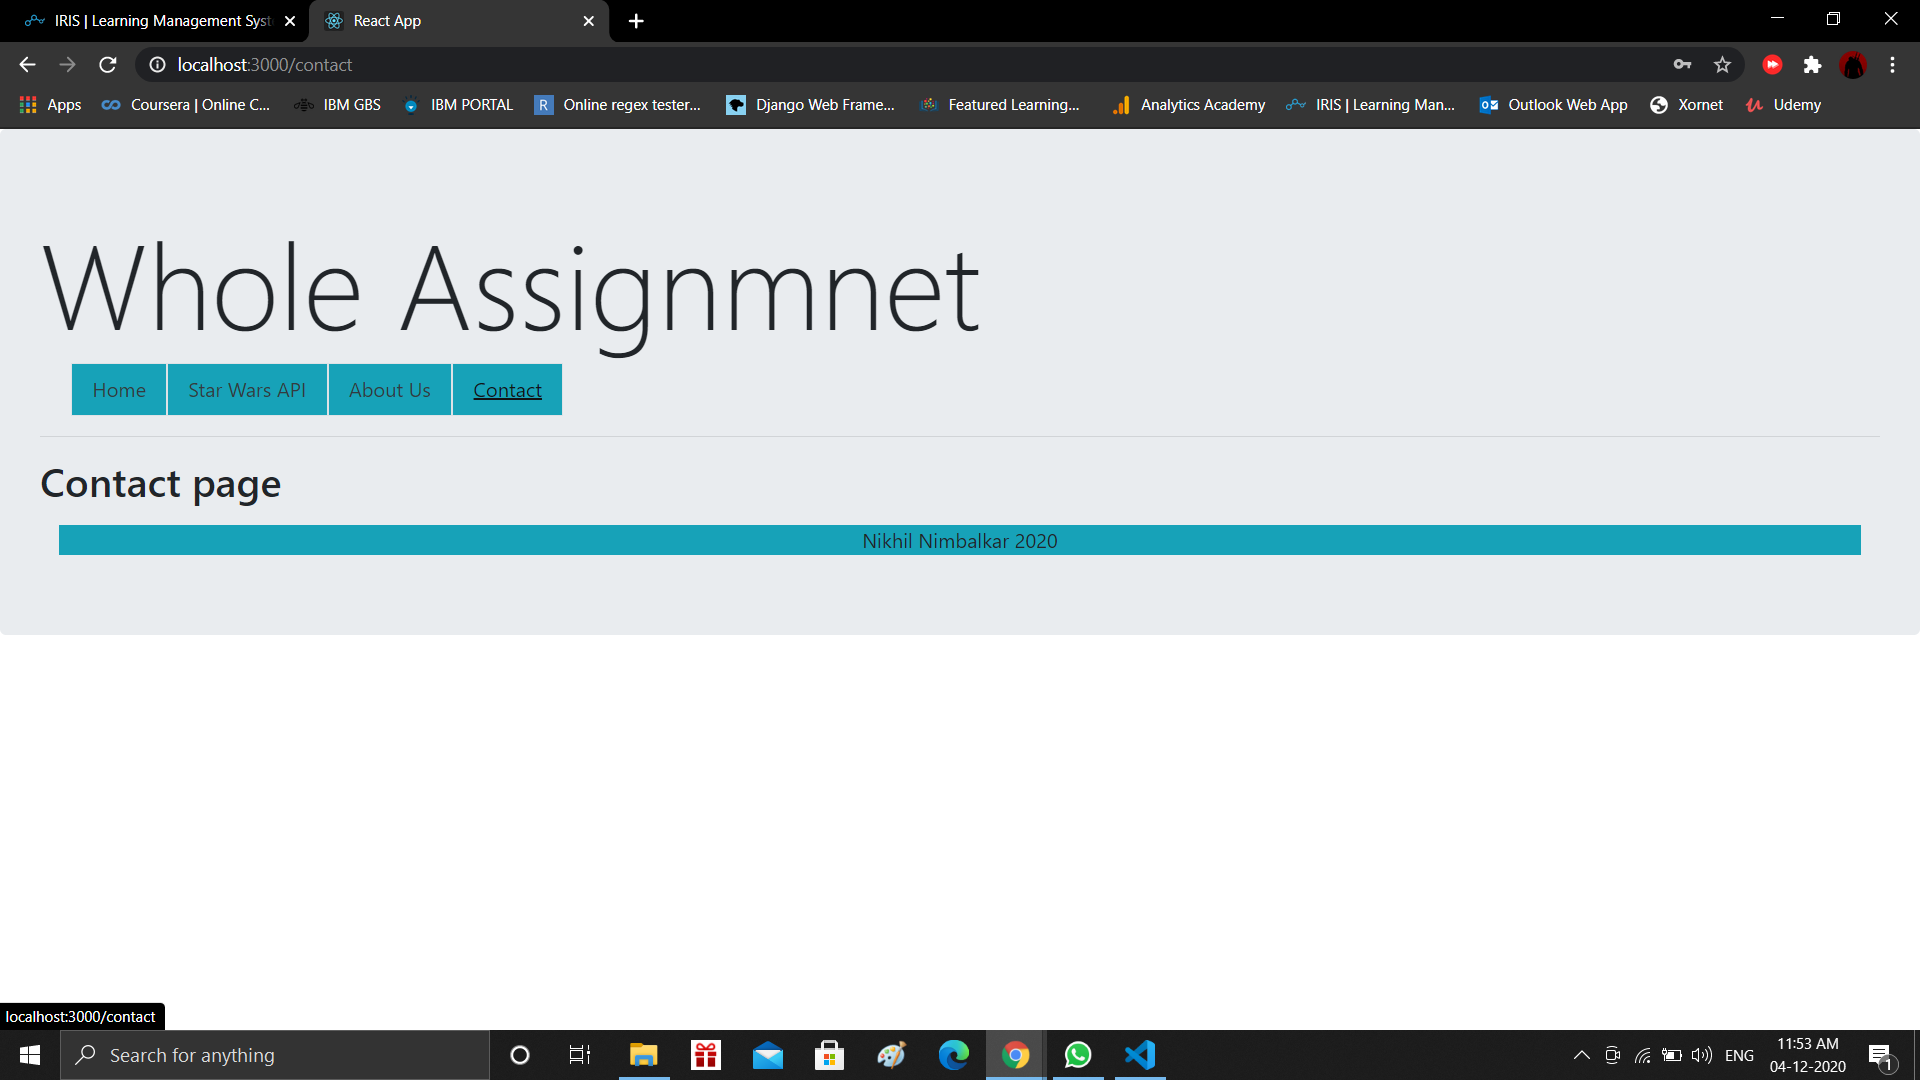 IRIS | Learning Management Syst
React App
localhost:3000/contact
Apps
Coursera | Online C...
IBM GBS
IBM PORTAL
R
Online regex tester...
Django Web Frame...
Featured Learning...
Analytics Academy
IRIS | Learning Man...
Outlook Web App
Xornet
Udemy
Whole Assignmnet
Home
Star Wars API
About Us
Contact
Contact page
Nikhil Nimbalkar 2020
localhost:3000/contact
Search for anything
ENG
11:53 AM
04-12-2020
1